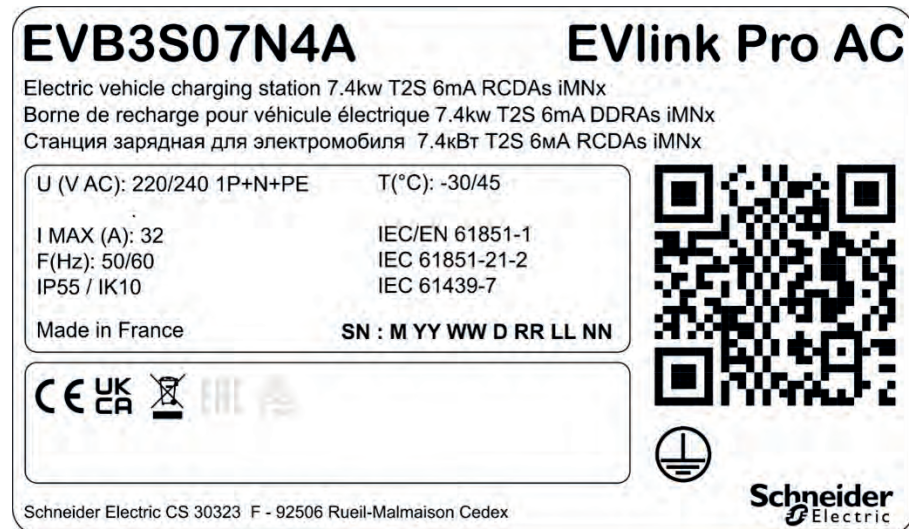 EVB3S07N4A EVlink Pro AC
Electric vehicle charging station 7.4kw T2S 6mA RCDAs iMNx
Borne de recharge pour véhicule électrique 7.4kw T2S 6mA DDRAs iMNx
Станция зарядная для электромобиля 7.4кВт T2S 6мА RCDAs iMNx
U (V AC): 220/240 1P+N+PE T(°C): -30/45
I MAX (A): 32 IEC/EN 61851-1
F(Hz): 50/60 IEC 61851-21-2
IP55 / IK10 IEC 61439-7
Made in France SN : M YY WW D RR LL NN
CE UK CA EAC
Schneider Electric CS 30323 F - 92506 Rueil-Malmaison Cedex
Schneider Electric